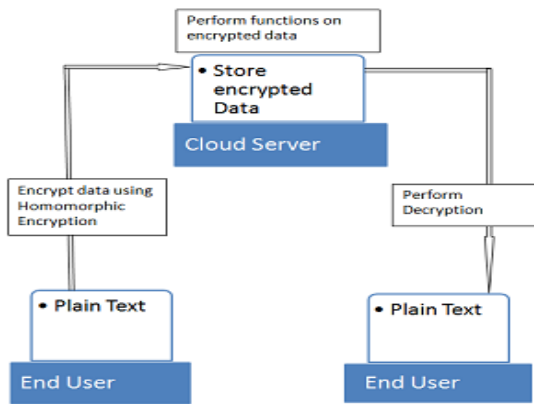 Perform functions on
encrypted data
• Store
encrypted
Data
Cloud Server
Encrypt data using
Homomorphic
Encryption
Perform
Decryption
• Plain Text
End User
• Plain Text
End User